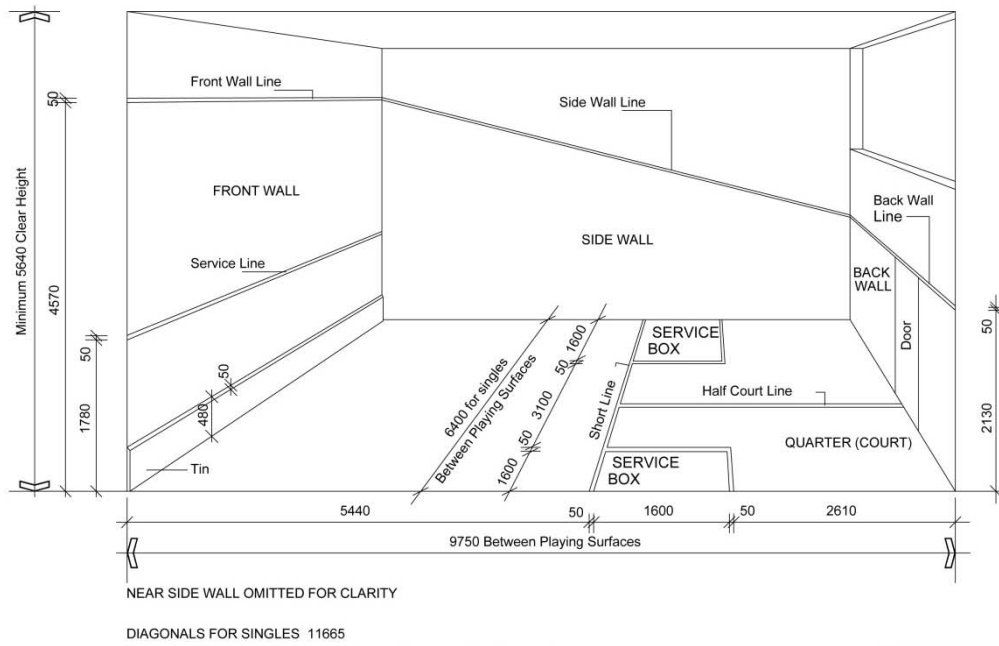 Minimum 5640 Clear Height
50
4570
Front Wall Line
Side Wall Line
FRONT WALL
Back Wall
Line
SIDE WALL
Service Line
BACK
WALL
50
1780
50
480
Tin
6400 for singles
Between Playing Surfaces
1600
50
3100
50
1600
Short Line
SERVICE
BOX
Half Court Line
QUARTER (COURT)
SERVICE
BOX
Door
50
2130
5440
50
1600
50
2610
9750 Between Playing Surfaces
NEAR SIDE WALL OMITTED FOR CLARITY
DIAGONALS FOR SINGLES 11665